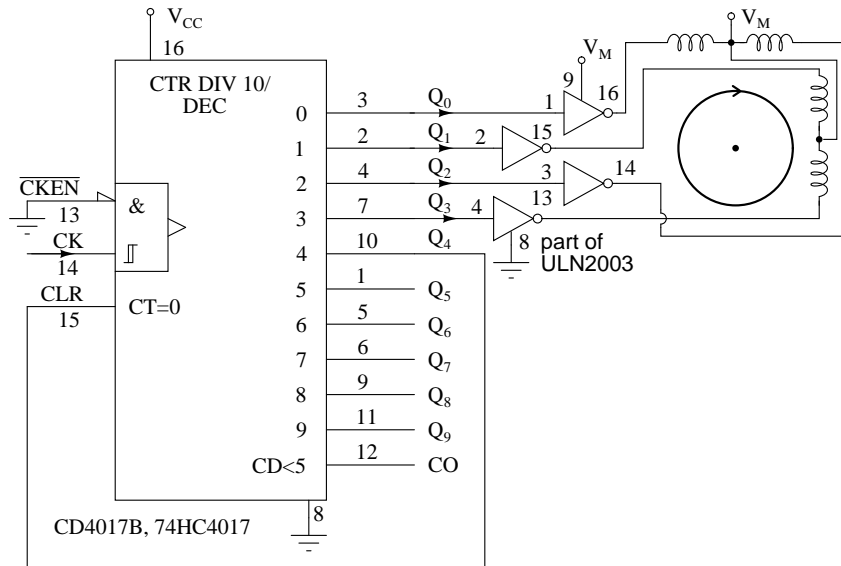 V_CC
16
CTR DIV 10/
DEC
0 3 Q_0 1 9 V_M 16 V_M
1 2 Q_1 2 15
2 4 Q_2 3 14
3 7 Q_3 4 13
8 part of
ULN2003
4 10 Q_4
5 1 Q_5
6 5 Q_6
7 6 Q_7
8 9 Q_8
9 11 Q_9
CD<5 12 CO
CKEN
13
&
CK
14
CLR
15
CT=0
8
CD4017B, 74HC4017